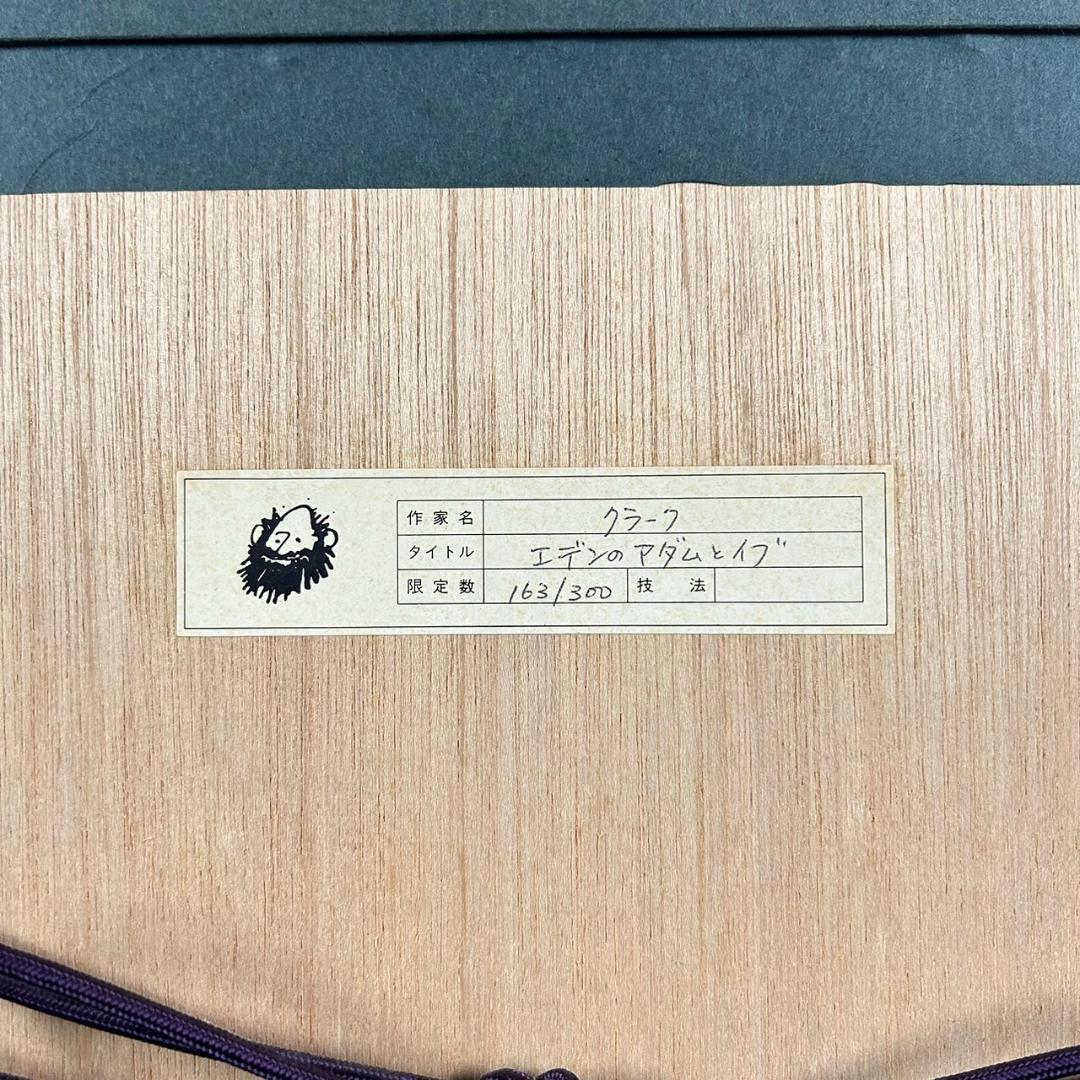 作家名 クラーク
タイトル エデンのアダムとイブ
限定数 163/300 技法